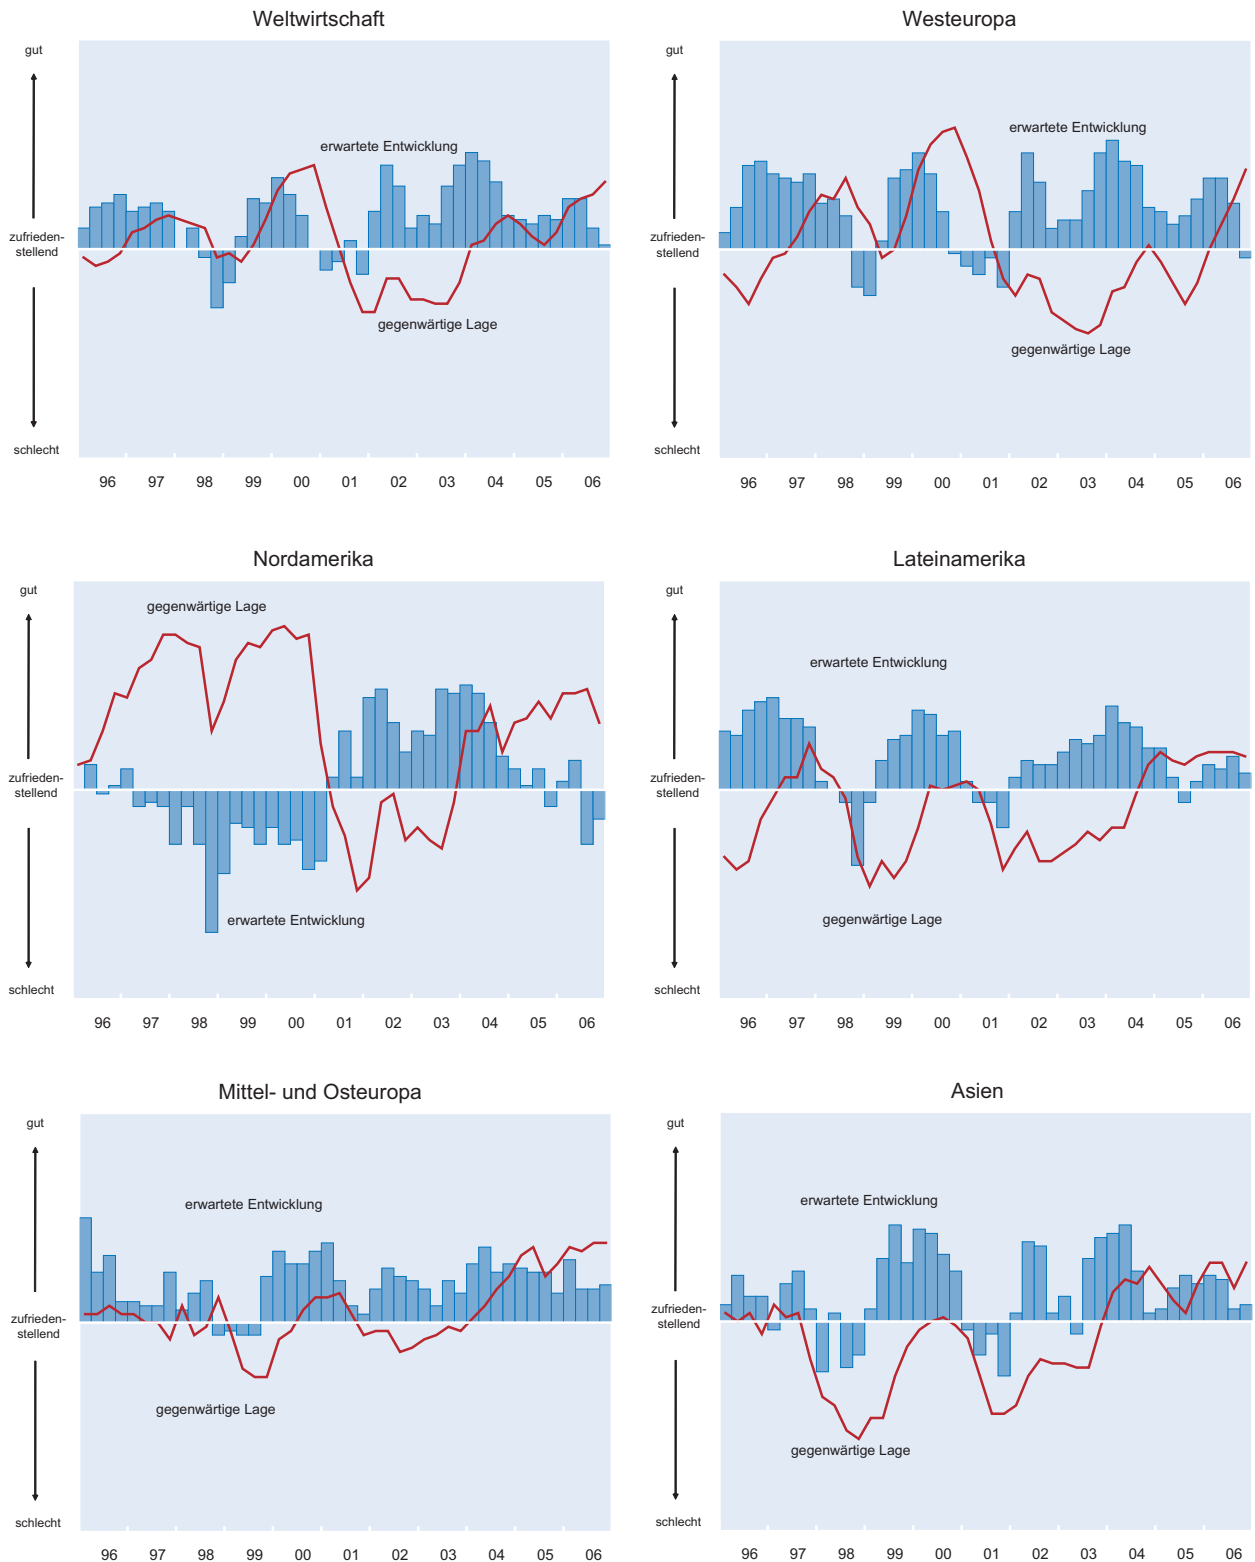 Weltwirtschaft
gut
zufrieden-
stellend
schlecht
erwartete Entwicklung
gegenwärtige Lage
96 97 98 99 00 01 02 03 04 05 06
Westeuropa
gut
zufrieden-
stellend
schlecht
erwartete Entwicklung
gegenwärtige Lage
96 97 98 99 00 01 02 03 04 05 06
Nordamerika
gut
zufrieden-
stellend
schlecht
gegenwärtige Lage
erwartete Entwicklung
96 97 98 99 00 01 02 03 04 05 06
Lateinamerika
gut
zufrieden-
stellend
schlecht
erwartete Entwicklung
gegenwärtige Lage
96 97 98 99 00 01 02 03 04 05 06
Mittel- und Osteuropa
gut
zufrieden-
stellend
schlecht
erwartete Entwicklung
gegenwärtige Lage
96 97 98 99 00 01 02 03 04 05 06
Asien
gut
zufrieden-
stellend
schlecht
erwartete Entwicklung
gegenwärtige Lage
96 97 98 99 00 01 02 03 04 05 06